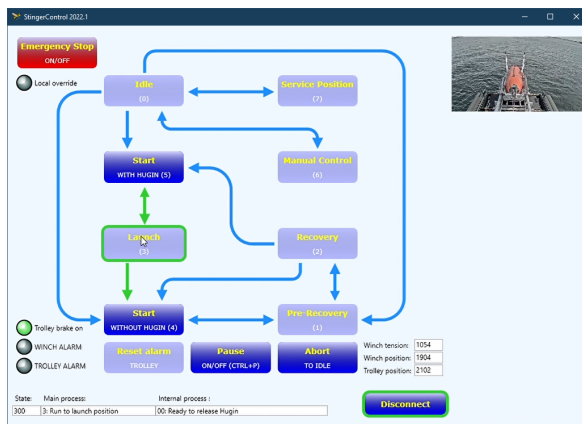 StingerControl 2022.1
Emergency Stop
ON/OFF
Local override
Idle
(0)
Service Position
(7)
Start
WITH HUGIN (5)
Manual Control
(6)
Launch
(3)
Recovery
(2)
Start
WITHOUT HUGIN (4)
Pre-Recovery
(1)
Trolley brake on
WINCH ALARM
TROLLEY ALARM
Reset alarm
TROLLEY
Pause
ON/OFF (CTRL+P)
Abort
TO IDLE
Winch tension: 1054
Winch position: 1904
Trolley position: 2102
Disconnect
State: Main process: Internal process :
300 3: Run to launch position 00: Ready to release Hugin